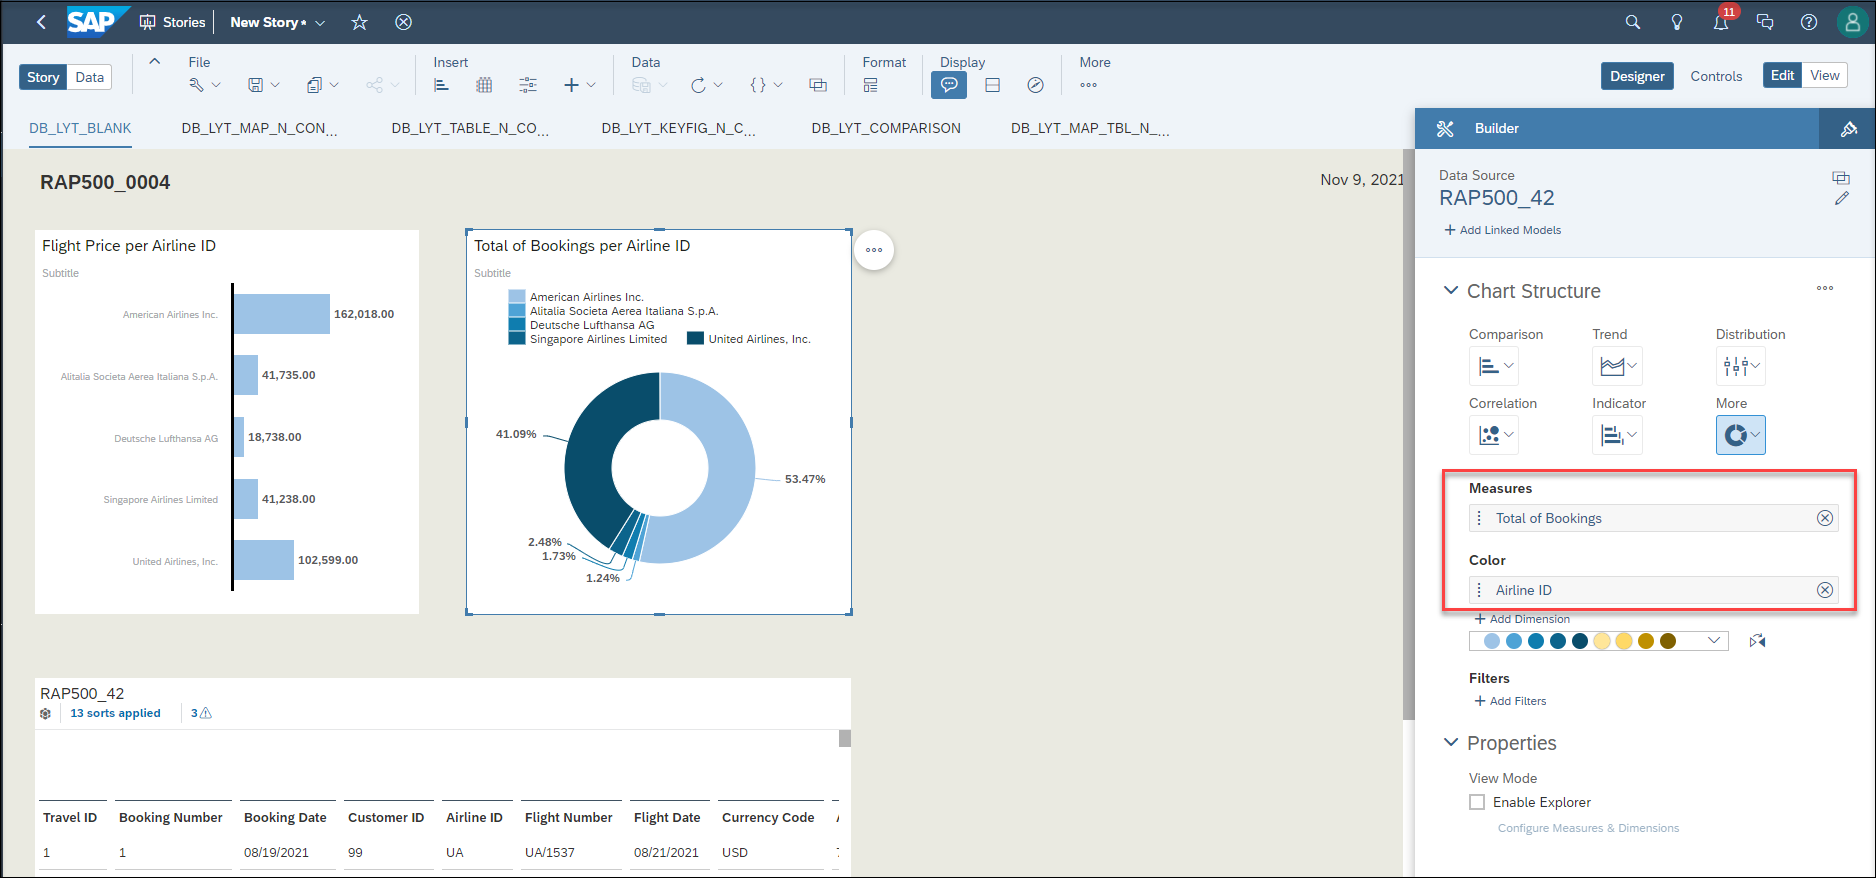 SAP Stories New Story * 11
Story Data File Insert Data Format Display More Designer Controls Edit View
DB_LYT_BLANK DB_LYT_MAP_N_CON... DB_LYT_TABLE_N_CO... DB_LYT_KEYFIG_N_C... DB_LYT_COMPARISON DB_LYT_MAP_TBL_N_...
RAP500_0004
Nov 9, 2021
Flight Price per Airline ID
Subtitle
American Airlines Inc. 162,018.00
Alitalia Societa Aerea Italiana S.p.A. 41,735.00
Deutsche Lufthansa AG 18,738.00
Singapore Airlines Limited 41,238.00
United Airlines, Inc. 102,599.00
Total of Bookings per Airline ID
Subtitle
American Airlines Inc.
Alitalia Societa Aerea Italiana S.p.A.
Deutsche Lufthansa AG
Singapore Airlines Limited United Airlines, Inc.
41.09%
53.47%
2.48%
1.73%
1.24%
RAP500_42
13 sorts applied 3
Travel ID Booking Number Booking Date Customer ID Airline ID Flight Number Flight Date Currency Code
1 1 08/19/2021 99 UA UA/1537 08/21/2021 USD
Builder
Data Source
RAP500_42
+ Add Linked Models
Chart Structure
Comparison Trend Distribution
Correlation Indicator More
Measures
Total of Bookings
Color
Airline ID
+ Add Dimension
Filters
+ Add Filters
Properties
View Mode
Enable Explorer
Configure Measures & Dimensions